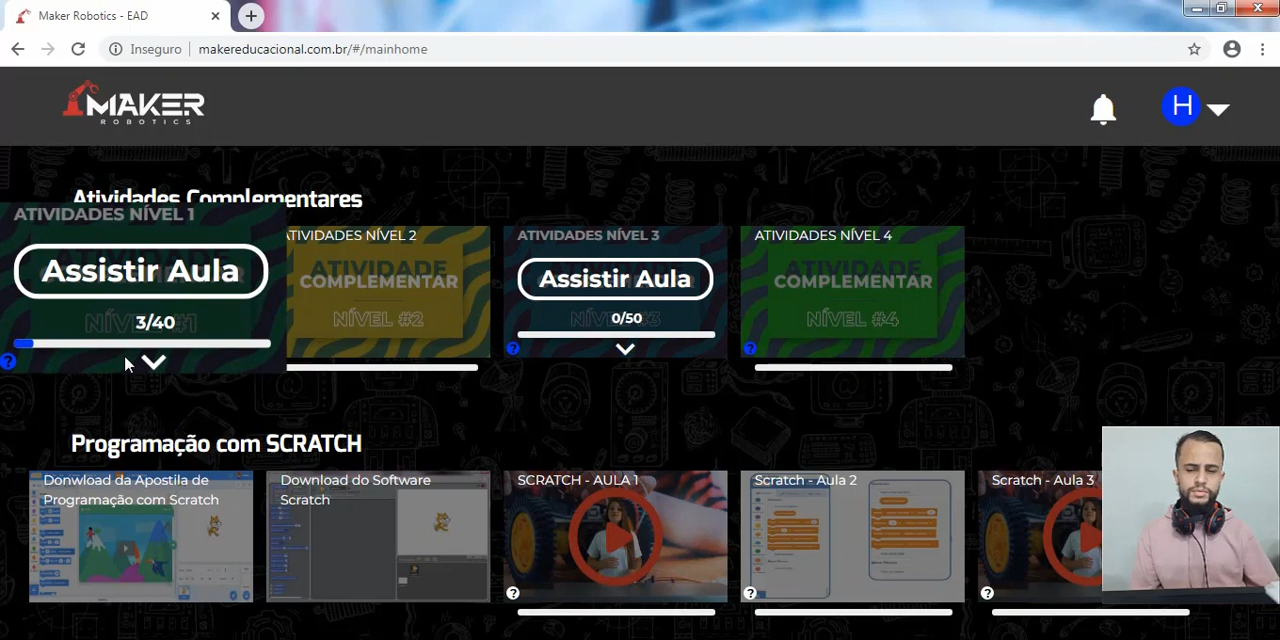 Maker Robotics - EAD
Inseguro
makereducacional.com.br/#/mainhome
MAKER
ROBOTICS
H
Atividades Complementares
ATIVIDADES NÍVEL 1
Assistir Aula
NÍVEL #1
3/40
?
ATIVIDADES NÍVEL 2
ATIVIDADE
COMPLEMENTAR
NÍVEL #2
ATIVIDADES NÍVEL 3
Assistir Aula
0/50
?
ATIVIDADES NÍVEL 4
ATIVIDADE
COMPLEMENTAR
NÍVEL #4
?
Programação com SCRATCH
Donwload da Apostila de
Programação com Scratch
Download do Software
Scratch
SCRATCH - AULA 1
?
Scratch - Aula 2
?
Scratch - Aula 3
?